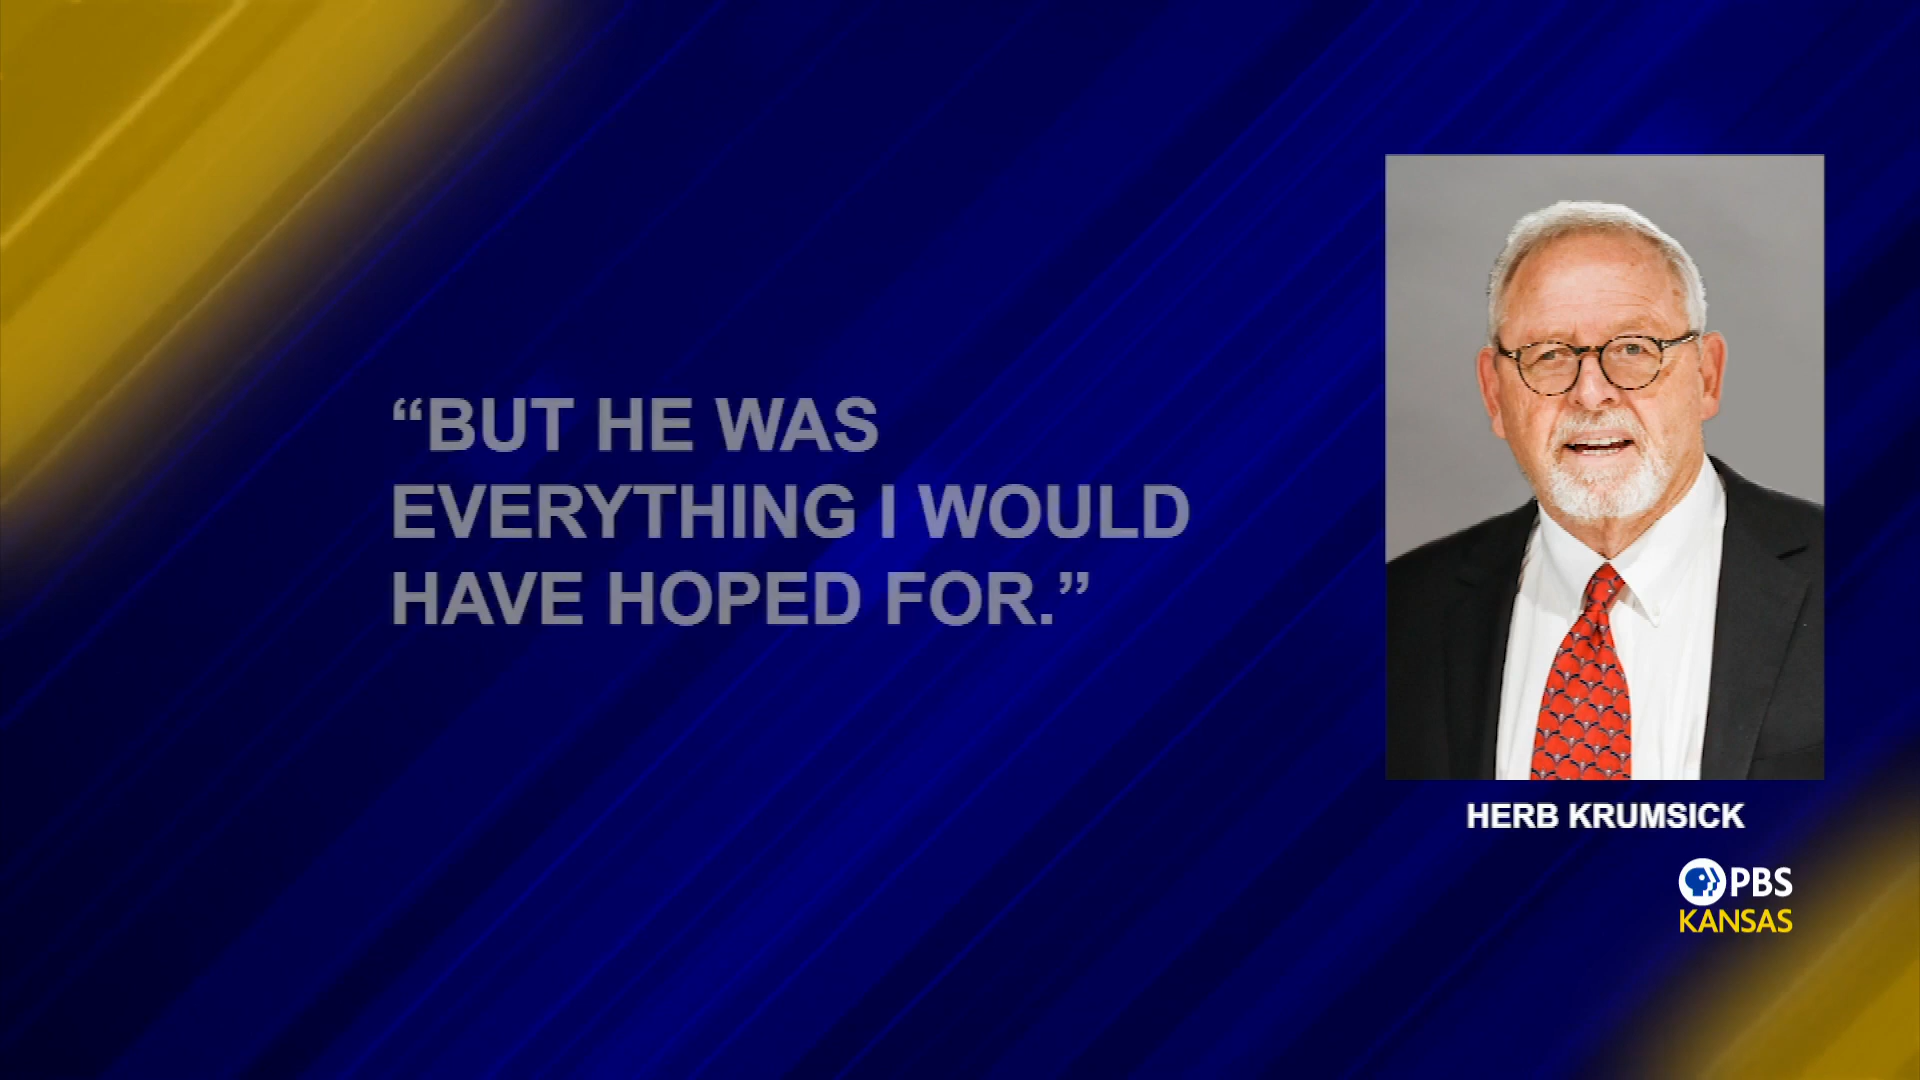 “BUT HE WAS
EVERYTHING I WOULD
HAVE HOPED FOR.”
HERB KRUMSICK
PBS
KANSAS